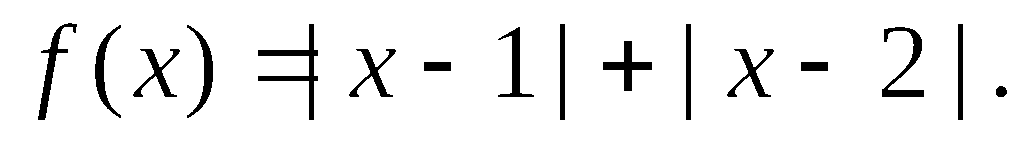 f(x) =| x - 1| + | x - 2|.